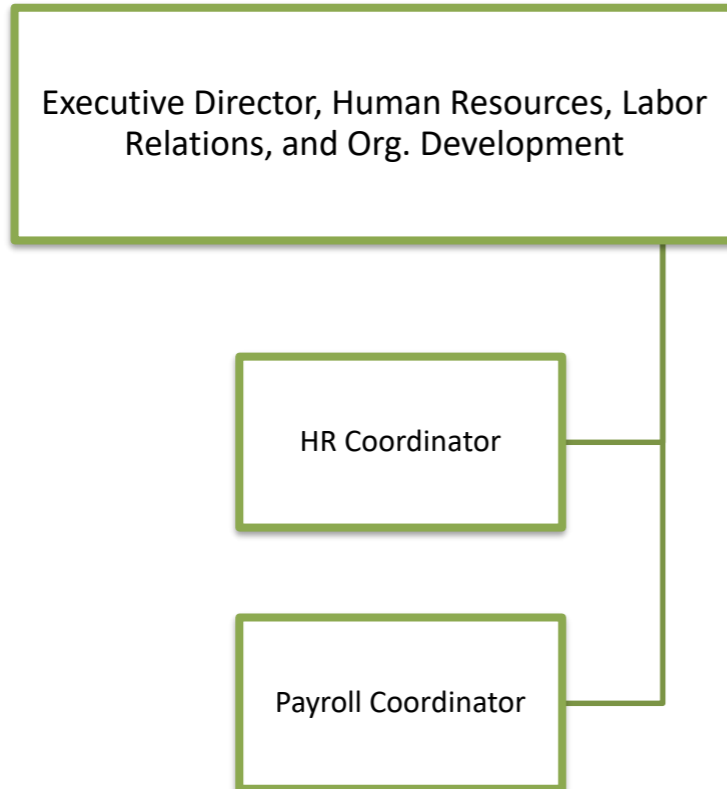 Executive Director, Human Resources, Labor
Relations, and Org. Development
HR Coordinator
Payroll Coordinator